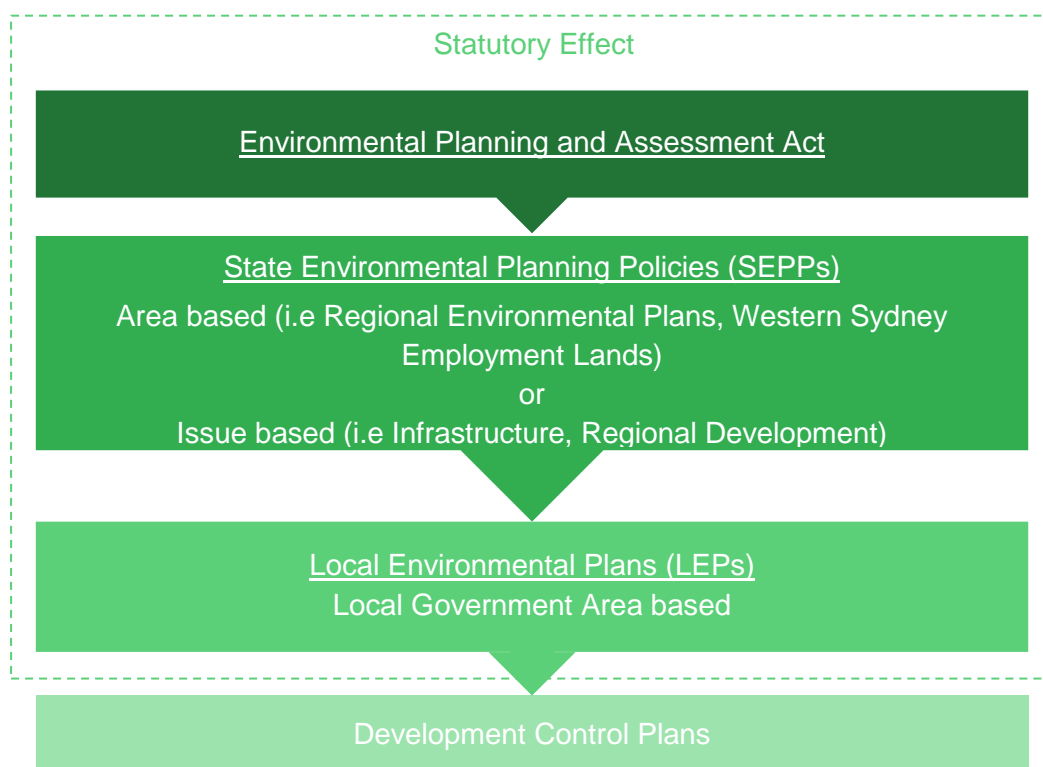 Statutory Effect
Environmental Planning and Assessment Act
State Environmental Planning Policies (SEPPs)
Area based (i.e Regional Environmental Plans, Western Sydney
Employment Lands)
or
Issue based (i.e Infrastructure, Regional Development)
Local Environmental Plans (LEPs)
Local Government Area based
Development Control Plans